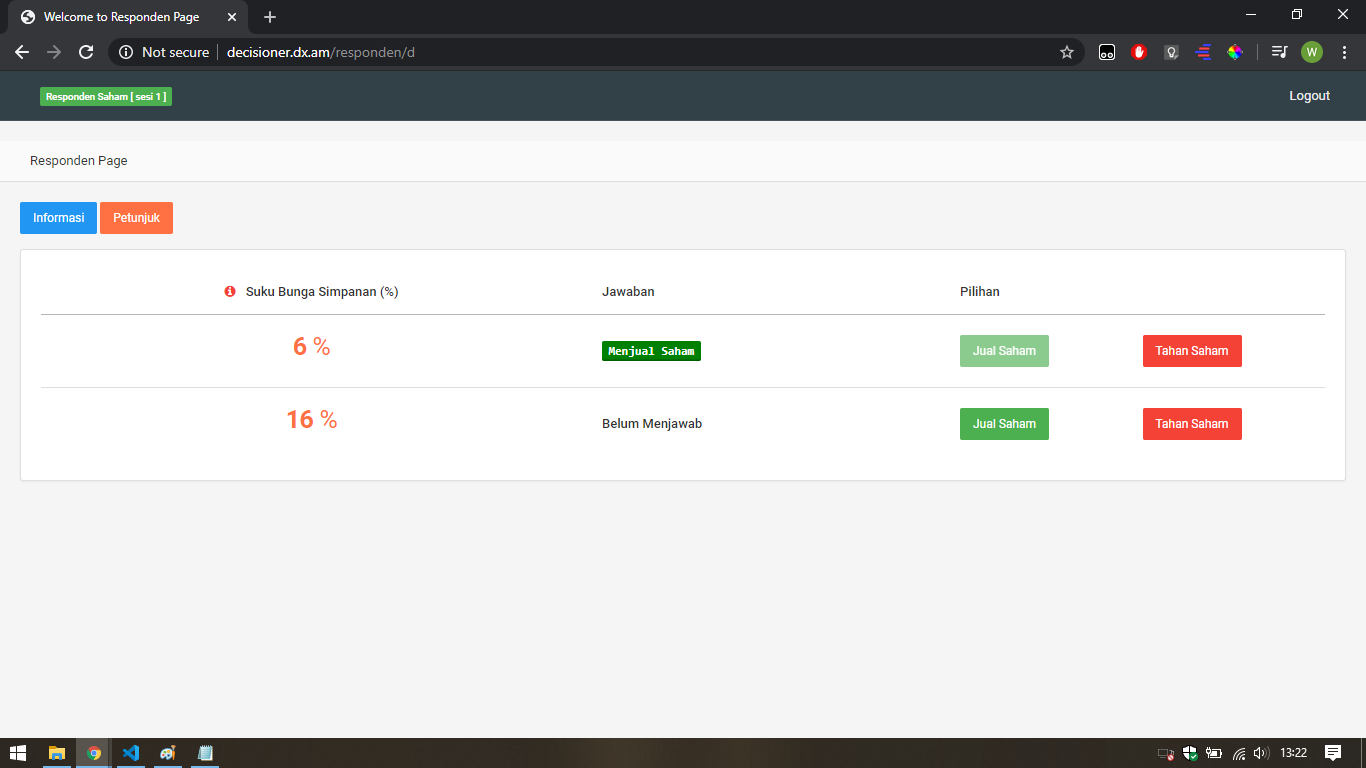 Welcome to Responden Page
Not secure decisioner.dx.am/responden/d
W
Responden Saham [ sesi 1 ] Logout
Responden Page
Informasi Petunjuk
Suku Bunga Simpanan (%) Jawaban Pilihan
6 % Menjual Saham Jual Saham Tahan Saham
16 % Belum Menjawab Jual Saham Tahan Saham
13:22